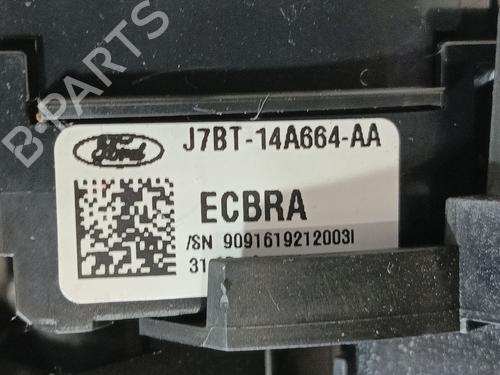 B-PARTS
Ford
J7BT-14A664-AA
ECBRA
/SN 9091619212003I